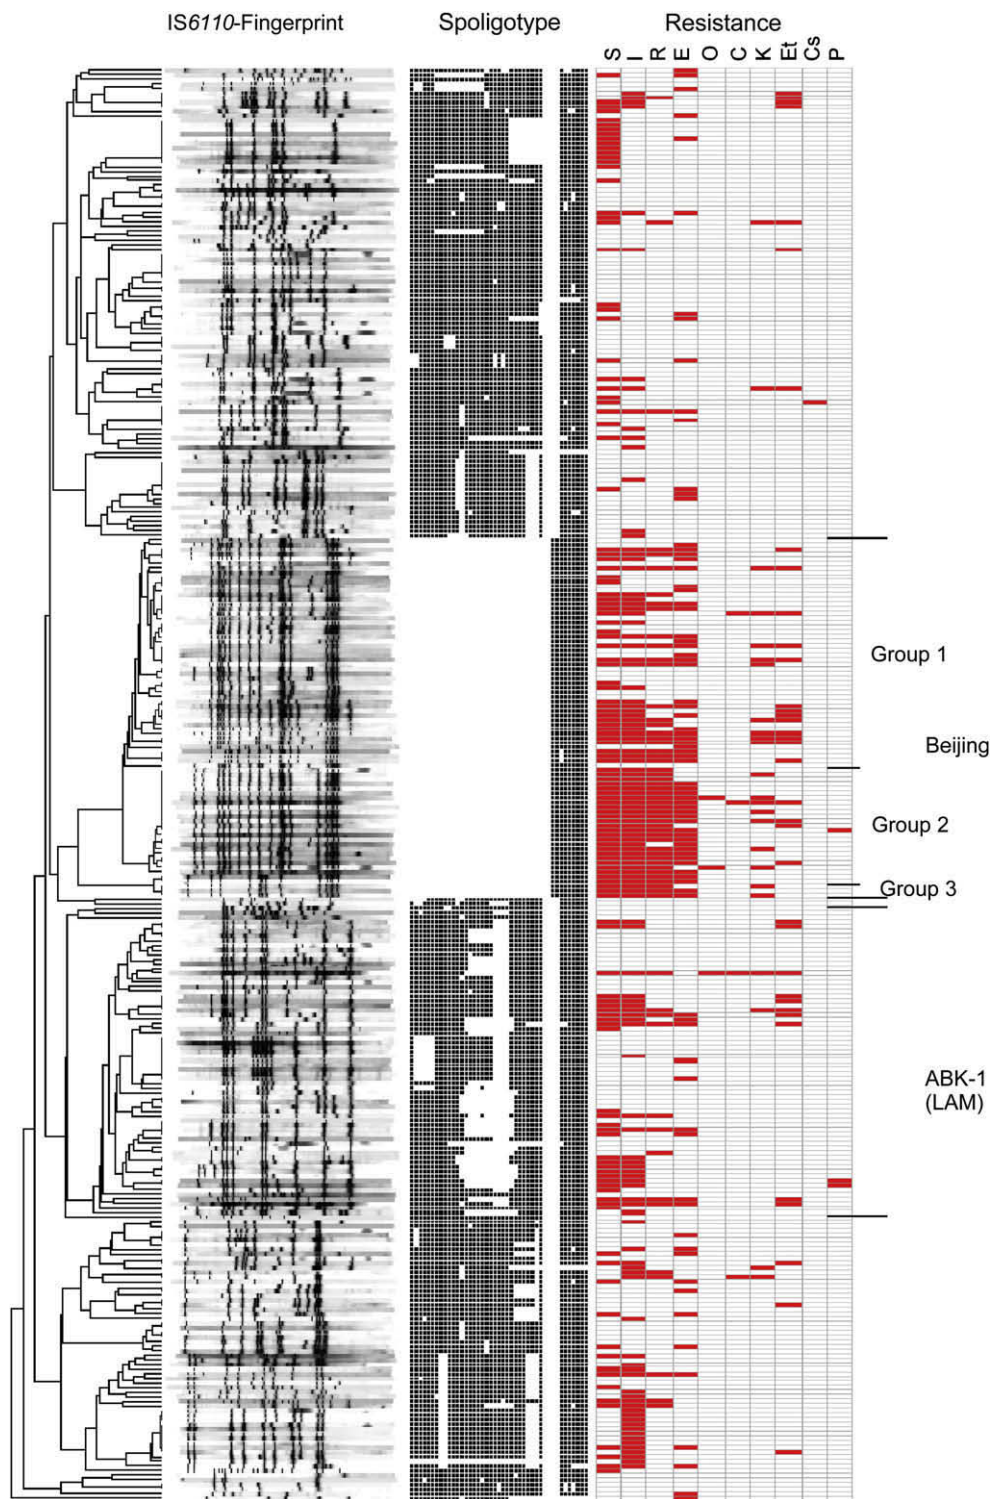 IS6110-Fingerprint Spoligotype Resistance
S I R E O C K Et Cs P
Group 1
Beijing
Group 2
Group 3
ABK-1
(LAM)